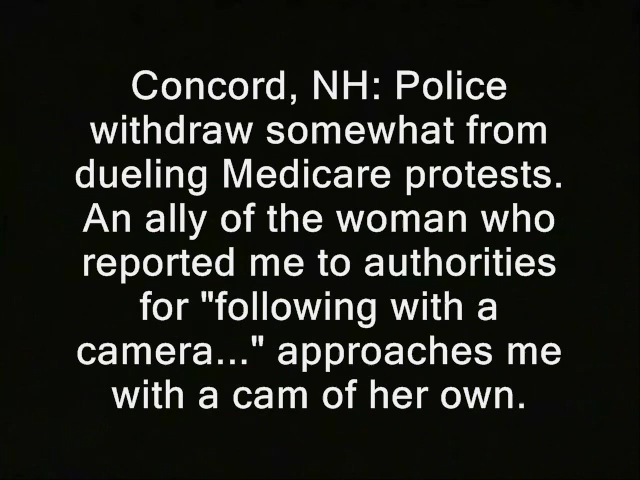 Concord, NH: Police
withdraw somewhat from
dueling Medicare protests.
An ally of the woman who
reported me to authorities
for "following with a
camera..." approaches me
with a cam of her own.